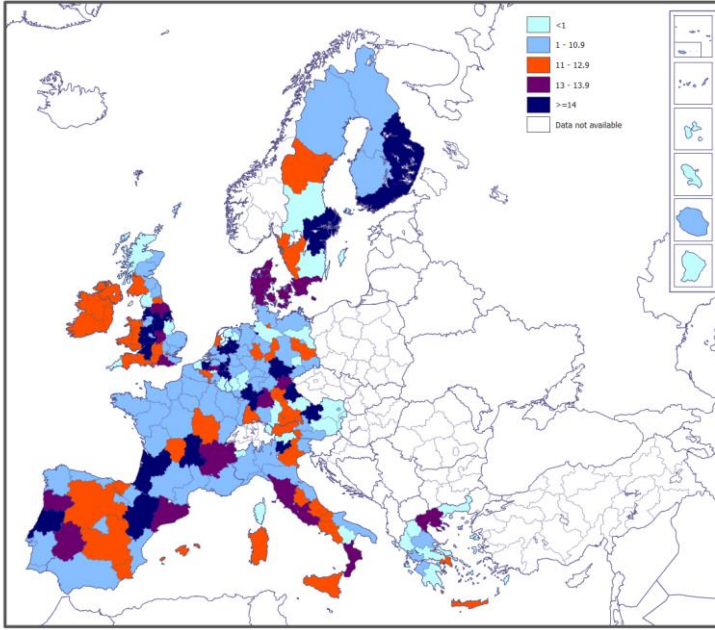 <1
1 - 10.9
11 - 12.9
13 - 13.9
>=14
Data not available